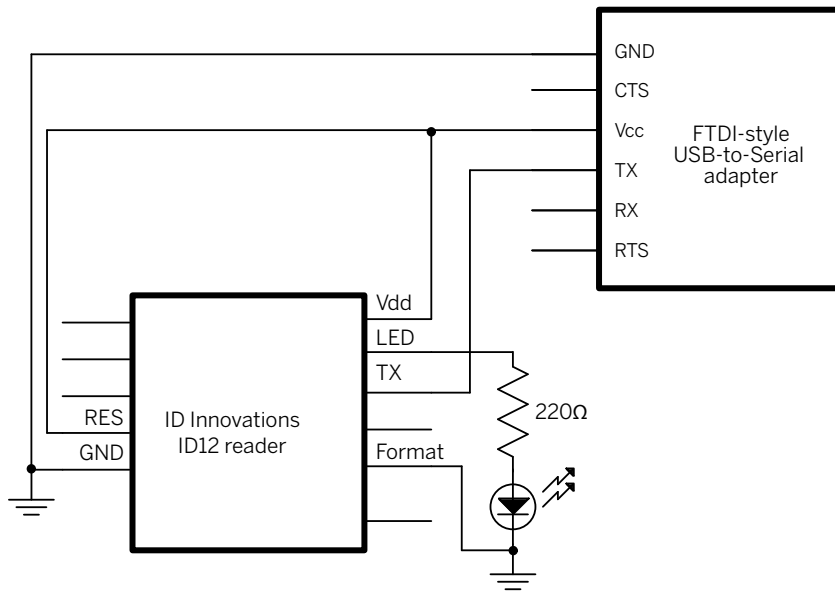 GND
CTS
Vcc
TX
RX
RTS
FTDI-style
USB-to-Serial
adapter
Vdd
LED
TX
Format
RES
GND
ID Innovations
ID12 reader
220Ω